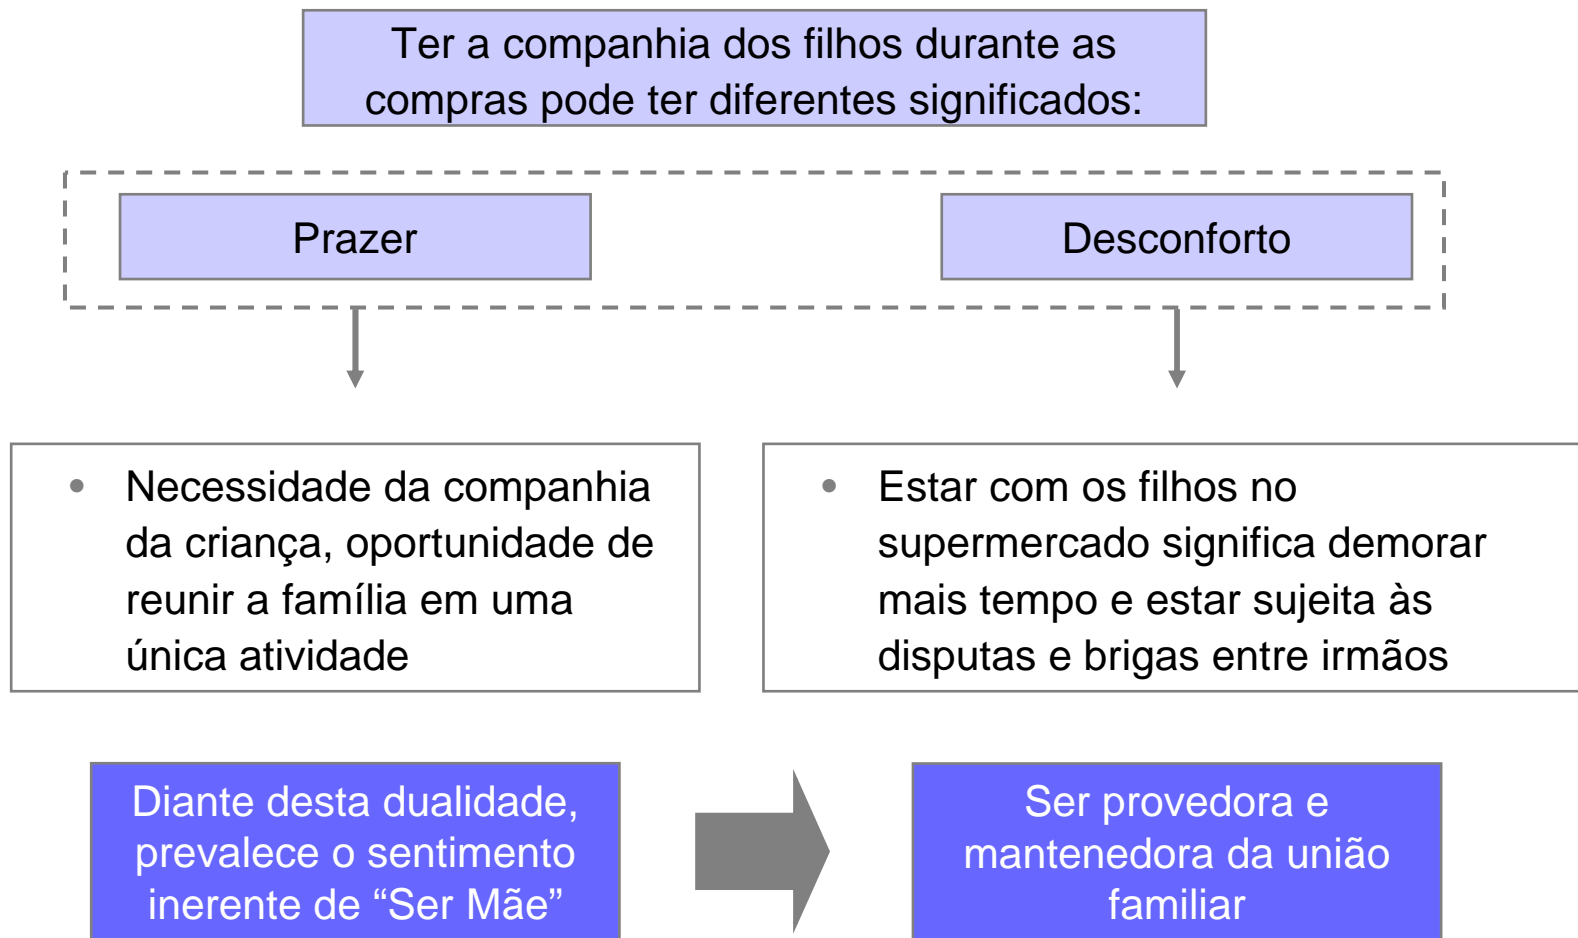 Ter a companhia dos filhos durante as
compras pode ter diferentes significados:
Prazer
Desconforto
• Necessidade da companhia
da criança, oportunidade de
reunir a família em uma
única atividade
• Estar com os filhos no
supermercado significa demorar
mais tempo e estar sujeita às
disputas e brigas entre irmãos
Diante desta dualidade,
prevalece o sentimento
inerente de “Ser Mãe”
Ser provedora e
mantenedora da união
familiar